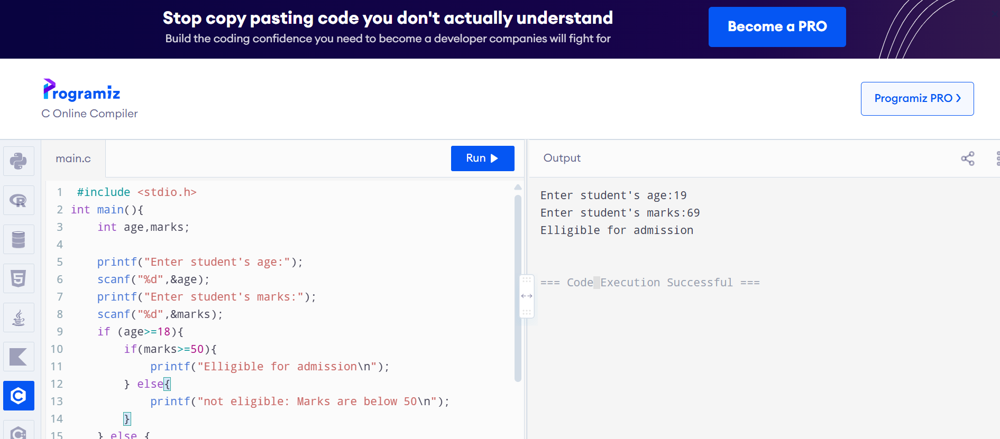 Stop copy pasting code you don't actually understand
Build the coding confidence you need to become a developer companies will fight for
Become a PRO
Programiz
C Online Compiler
Programiz PRO
main.c
Run
Output
1 #include <stdio.h>
2 int main(){
3     int age,marks;
4
5     printf("Enter student's age:");
6     scanf("%d",&age);
7     printf("Enter student's marks:");
8     scanf("%d",&marks);
9     if (age>=18){
10         if(marks>=50){
11             printf("Elligible for admission\n");
12         } else{
13             printf("not eligible: Marks are below 50\n");
14         }
15     } else {
Enter student's age:19
Enter student's marks:69
Elligible for admission
=== Code Execution Successful ===